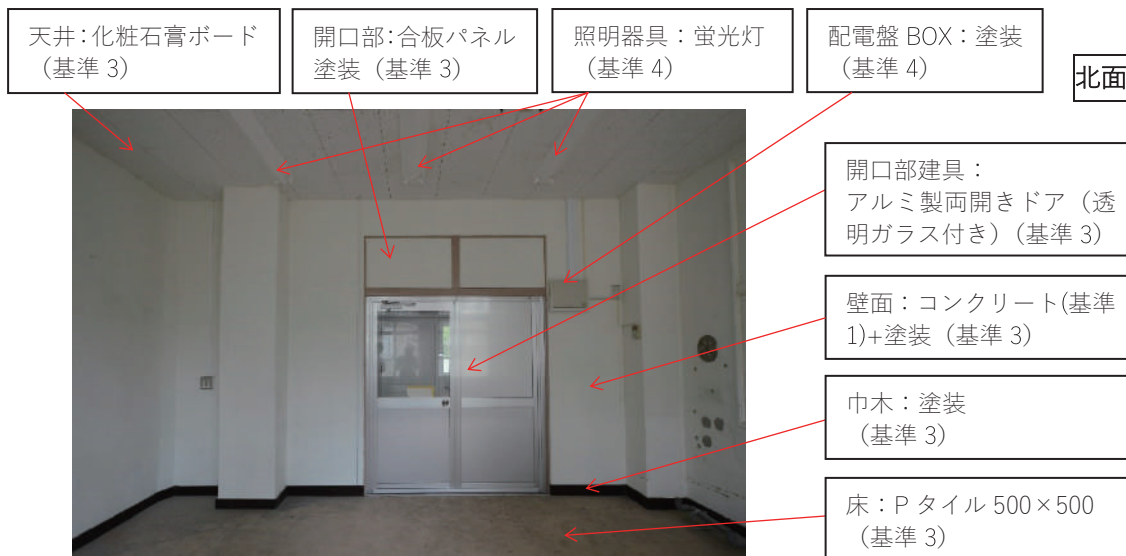 天井:化粧石膏ボード
(基準 3)
開口部:合板パネル
塗装（基準 3）
照明器具：蛍光灯
(基準 4)
配電盤 BOX：塗装
(基準 4)
北面
開口部建具：
アルミ製両開きドア（透
明ガラス付き）(基準 3)
壁面：コンクリート(基準
1)+塗装（基準 3）
巾木：塗装
（基準 3）
床：P タイル 500×500
（基準 3）